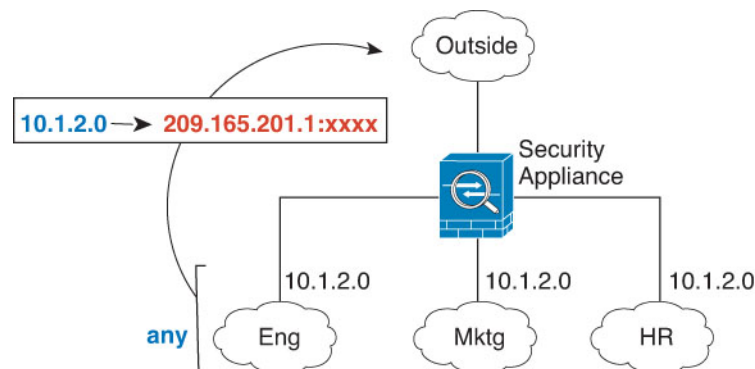 Outside
10.1.2.0 → 209.165.201.1:xxxx
Security
Appliance
10.1.2.0
10.1.2.0
10.1.2.0
any
Eng
Mktg
HR